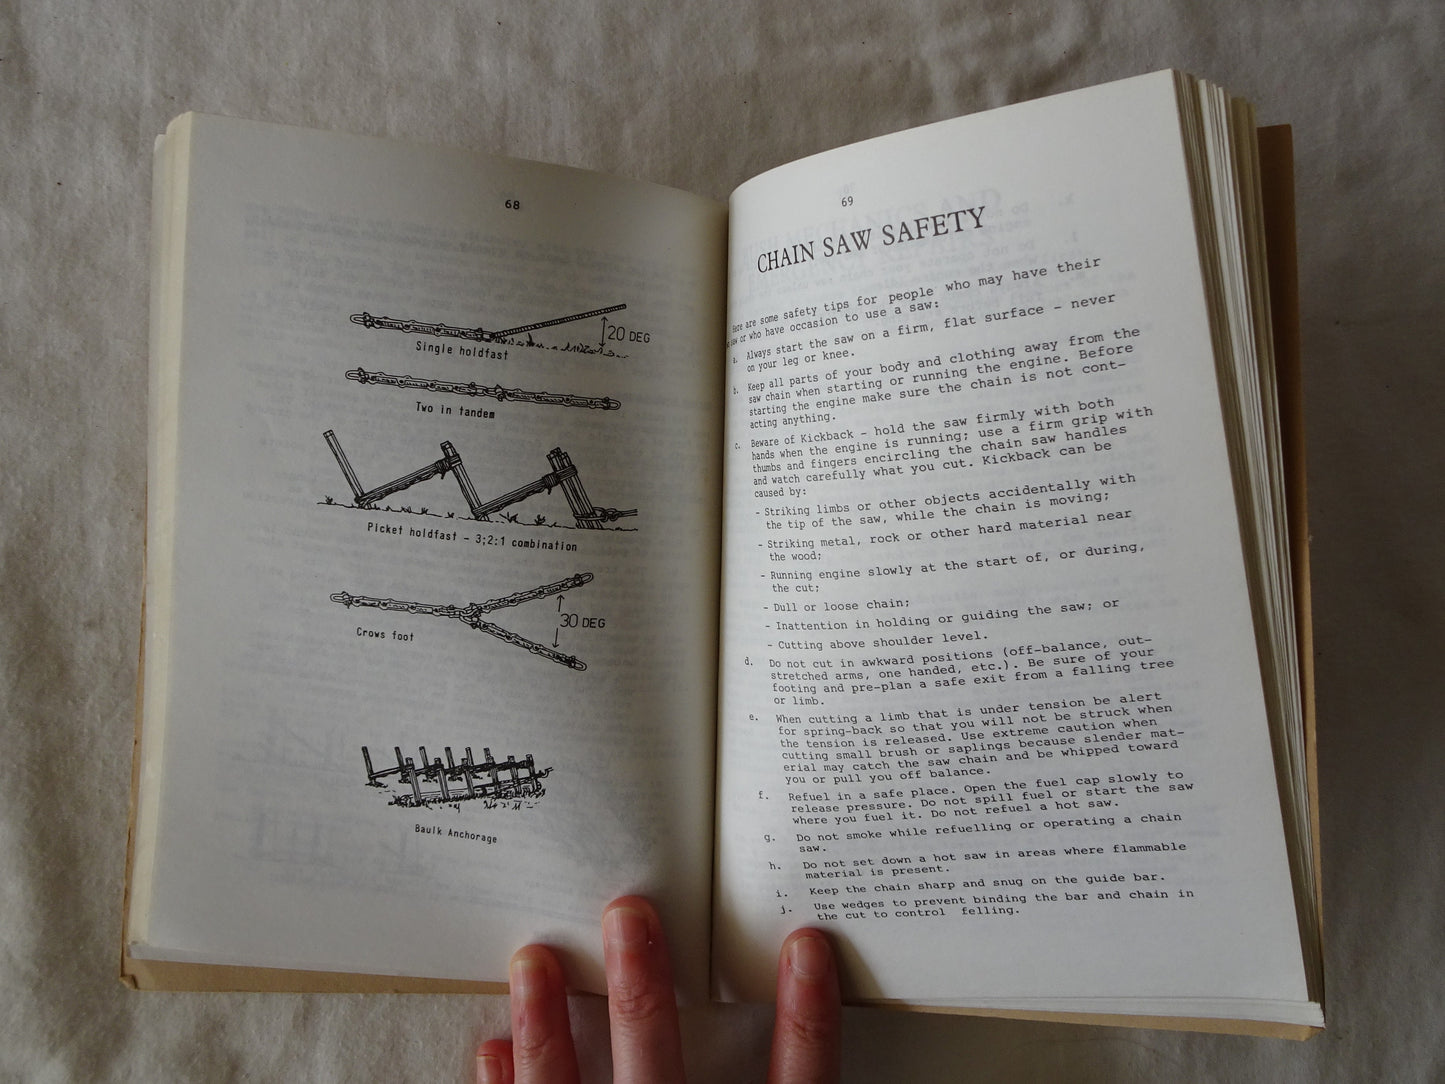 68
20 DEG
Single holdfast
Two in tandem
Picket holdfast - 3;2:1 combination
30 DEG
Crows foot
Baulk Anchorage
69
CHAIN SAW SAFETY
Here are some safety tips for people who may have their
saw or who have occasion to use a saw:
a. Always start the saw on a firm, flat surface - never
on your leg or knee.
b. Keep all parts of your body and clothing away from the
saw chain when starting or running the engine. Before
starting the engine make sure the chain is not cont-
acting anything.
c. Beware of Kickback - hold the saw firmly with both
hands when the engine is running; use a firm grip with
thumbs and fingers encircling the chain saw handles
and watch carefully what you cut. Kickback can be
caused by:
- Striking limbs or other objects accidentally with
the tip of the saw, while the chain is moving;
- Striking metal, rock or other hard material near
the wood;
- Running engine slowly at the start of, or during,
the cut;
- Dull or loose chain;
- Inattention in holding or guiding the saw; or
- Cutting above shoulder level.
d. Do not cut in awkward positions (off-balance, out-
stretched arms, one handed, etc.). Be sure of your
footing and pre-plan a safe exit from a falling tree
or limb.
e. When cutting a limb that is under tension be alert
for spring-back so that you will not be struck when
the tension is released. Use extreme caution when
cutting small brush or saplings because slender mat-
erial may catch the saw chain and be whipped toward
you or pull you off balance.
f. Refuel in a safe place. Open the fuel cap slowly to
release pressure. Do not spill fuel or start the saw
where you fuel it. Do not refuel a hot saw.
g. Do not smoke while refuelling or operating a chain
saw.
h. Do not set down a hot saw in areas where flammable
material is present.
i. Keep the chain sharp and snug on the guide bar.
j. Use wedges to prevent binding the bar and chain in
the cut to control felling.